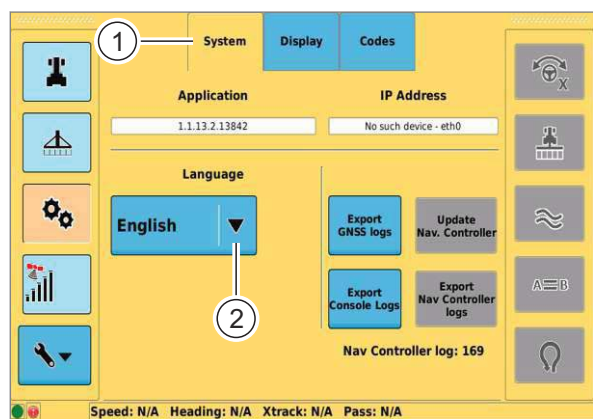 1
System Display Codes
Application IP Address
1.1.13.2.13842 No such device - eth0
Language
English
2
Export
GNSS logs
Update
Nav. Controller
Export
Console Logs
Export
Nav Controller
logs
Nav Controller log: 169
X
A=B
Speed: N/A Heading: N/A Xtrack: N/A Pass: N/A